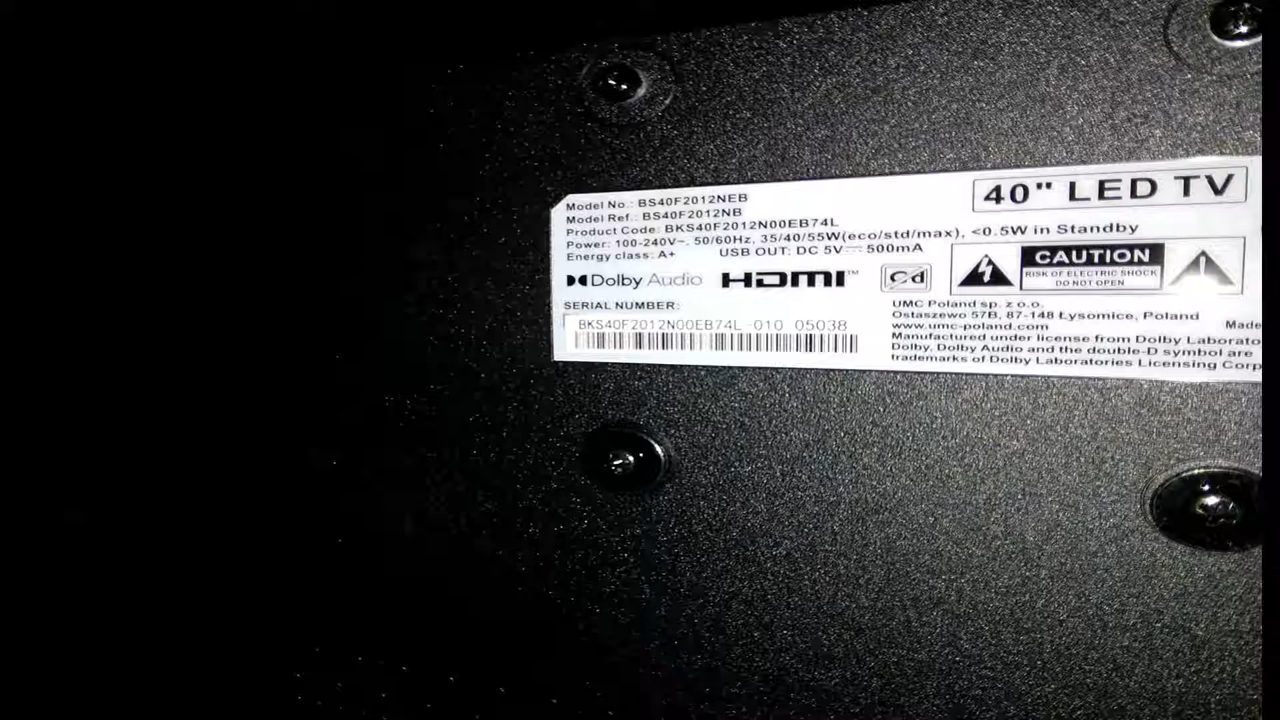 Model No.: BS40F2012NEB
Model Ref.: BS40F2012NB
Product Code: BKS40F2012N00EB74L
Power: 100-240V~, 50/60Hz, 35/40/55W(eco/std/max), <0.5W in Standby
Energy class: A+ USB OUT: DC 5V⎓ 500mA
40" LED TV
Dolby Audio HDMI™ Cd
CAUTION
RISK OF ELECTRIC SHOCK
DO NOT OPEN
SERIAL NUMBER:
BKS40F2012N00EB74L-010 05038
UMC Poland sp. z o.o.
Ostaszewo 57B, 87-148 Łysomice, Poland
www.umc-poland.com Made
Manufactured under license from Dolby Laborato
Dolby, Dolby Audio and the double-D symbol are
trademarks of Dolby Laboratories Licensing Corp